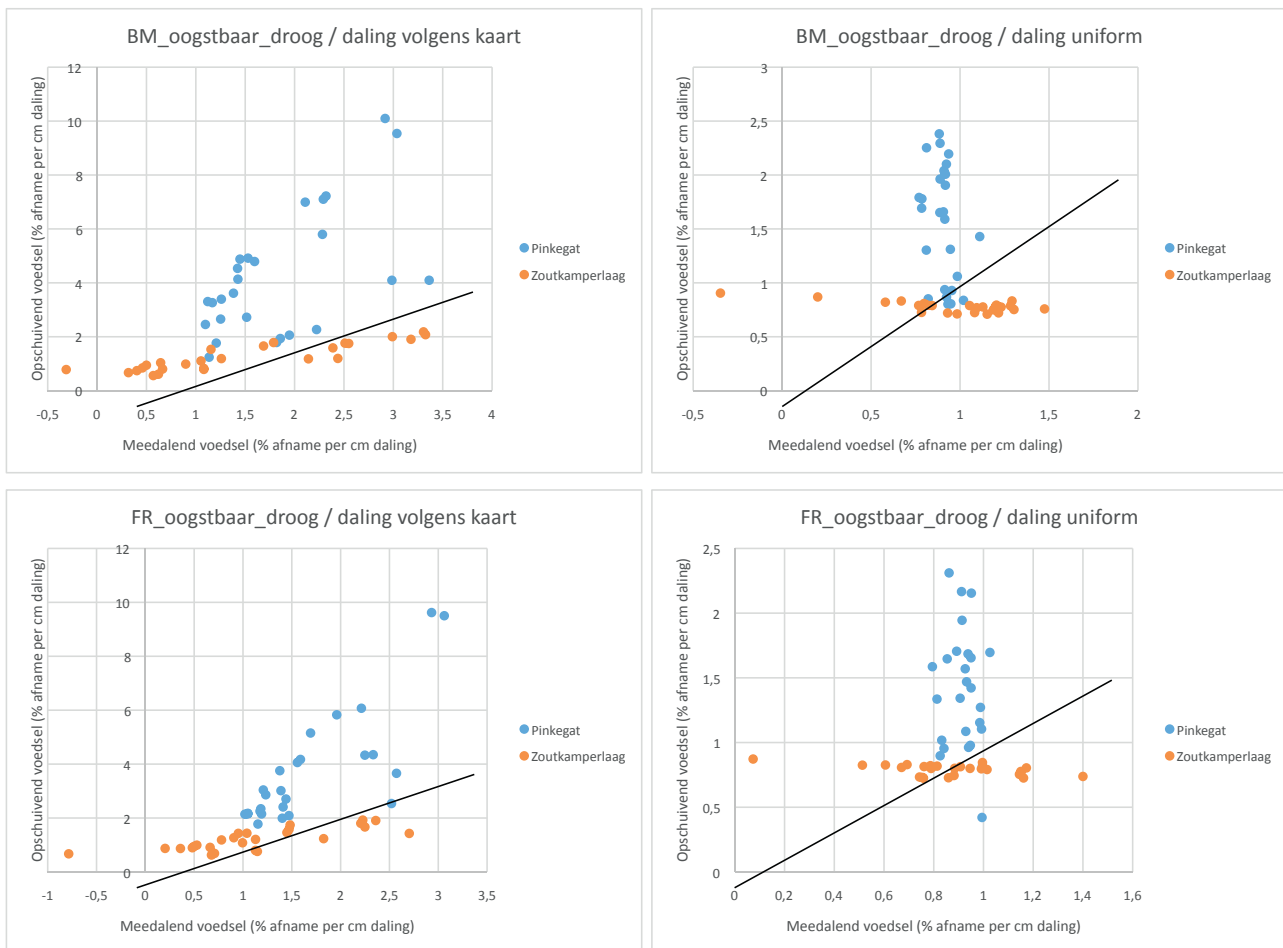 BM_oogstbaar_droog / daling volgens kaart
Opschuivend voedsel (% afname per cm daling)
12
10
8
6
4
2
0
-0,5 0 0,5 1 1,5 2 2,5 3 3,5 4
Meedalend voedsel (% afname per cm daling)
Pinkegat
Zoutkamperlaag
BM_oogstbaar_droog / daling uniform
Opschuivend voedsel (% afname per cm daling)
3
2,5
2
1,5
1
0,5
0
-0,5 0 0,5 1 1,5 2
Meedalend voedsel (% afname per cm daling)
Pinkegat
Zoutkamperlaag
FR_oogstbaar_droog / daling volgens kaart
Opschuivend voedsel (% afname per cm daling)
12
10
8
6
4
2
0
-1 -0,5 0 0,5 1 1,5 2 2,5 3 3,5
Meedalend voedsel (% afname per cm daling)
Pinkegat
Zoutkamperlaag
FR_oogstbaar_droog / daling uniform
Opschuivend voedsel (% afname per cm daling)
2,5
2
1,5
1
0,5
0
0 0,2 0,4 0,6 0,8 1 1,2 1,4 1,6
Meedalend voedsel (% afname per cm daling)
Pinkegat
Zoutkamperlaag